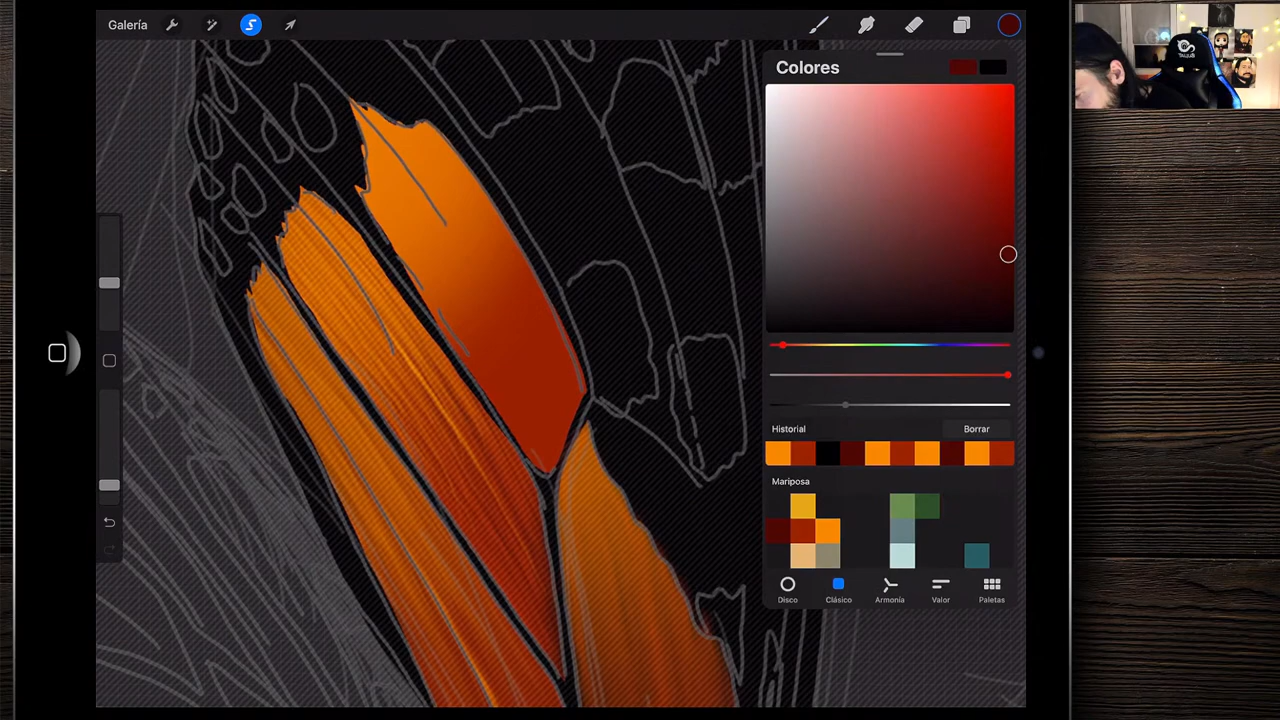 Galería
Colores
Historial
Borrar
Mariposa
Disco
Clásico
Armonía
Valor
Paletas